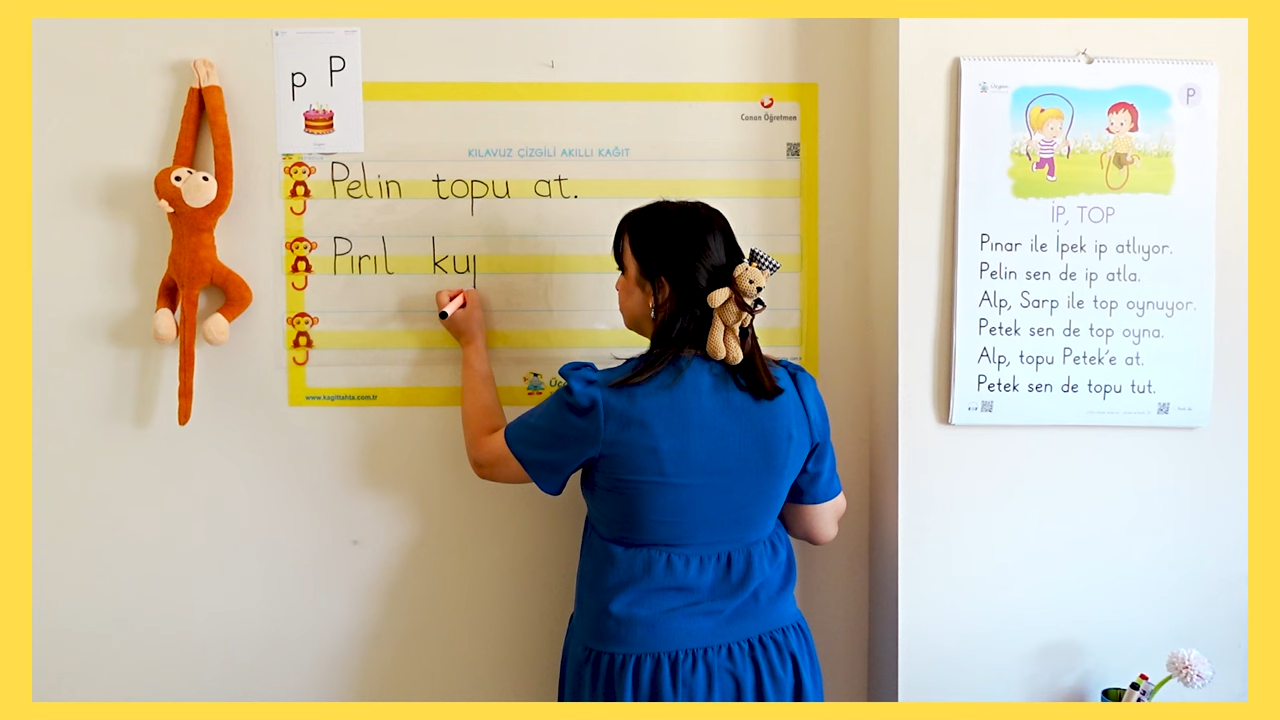 p P
Canan Öğretmen
KILAVUZ ÇİZGİLİ AKILLI KAĞIT
Pelin topu at.
Pırıl kuı
www.kagittahta.com.tr
P
İP, TOP
Pınar ile İpek ip atlıyor.
Pelin sen de ip atla.
Alp, Sarp ile top oynuyor.
Petek sen de top oyna.
Alp, topu Petek'e at.
Petek sen de topu tut.